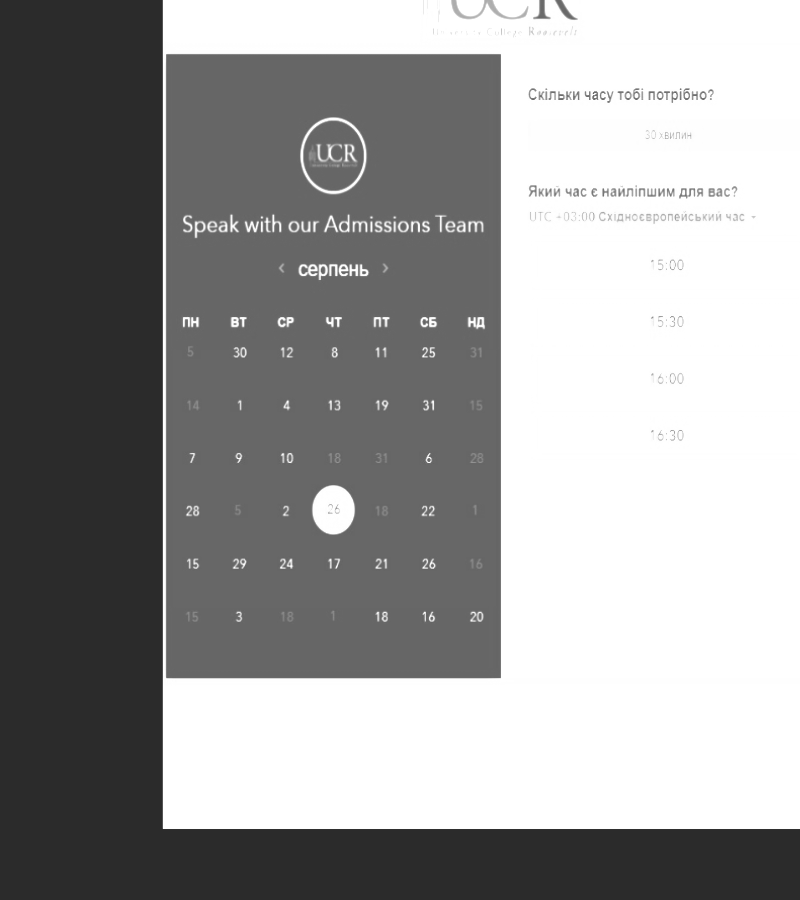 UCR
University College Roosevelt
UCR
Speak with our Admissions Team
‹ серпень ›
ПН ВТ СР ЧТ ПТ СБ НД
5 30 12 8 11 25 31
14 1 4 13 19 31 15
7 9 10 18 31 6 28
28 5 2 26 18 22 1
15 29 24 17 21 26 16
15 3 18 1 18 16 20
Скільки часу тобі потрібно?
30 хвилин
Який час є найліпшим для вас?
UTC +03:00 Східноєвропейський час
15:00
15:30
16:00
16:30